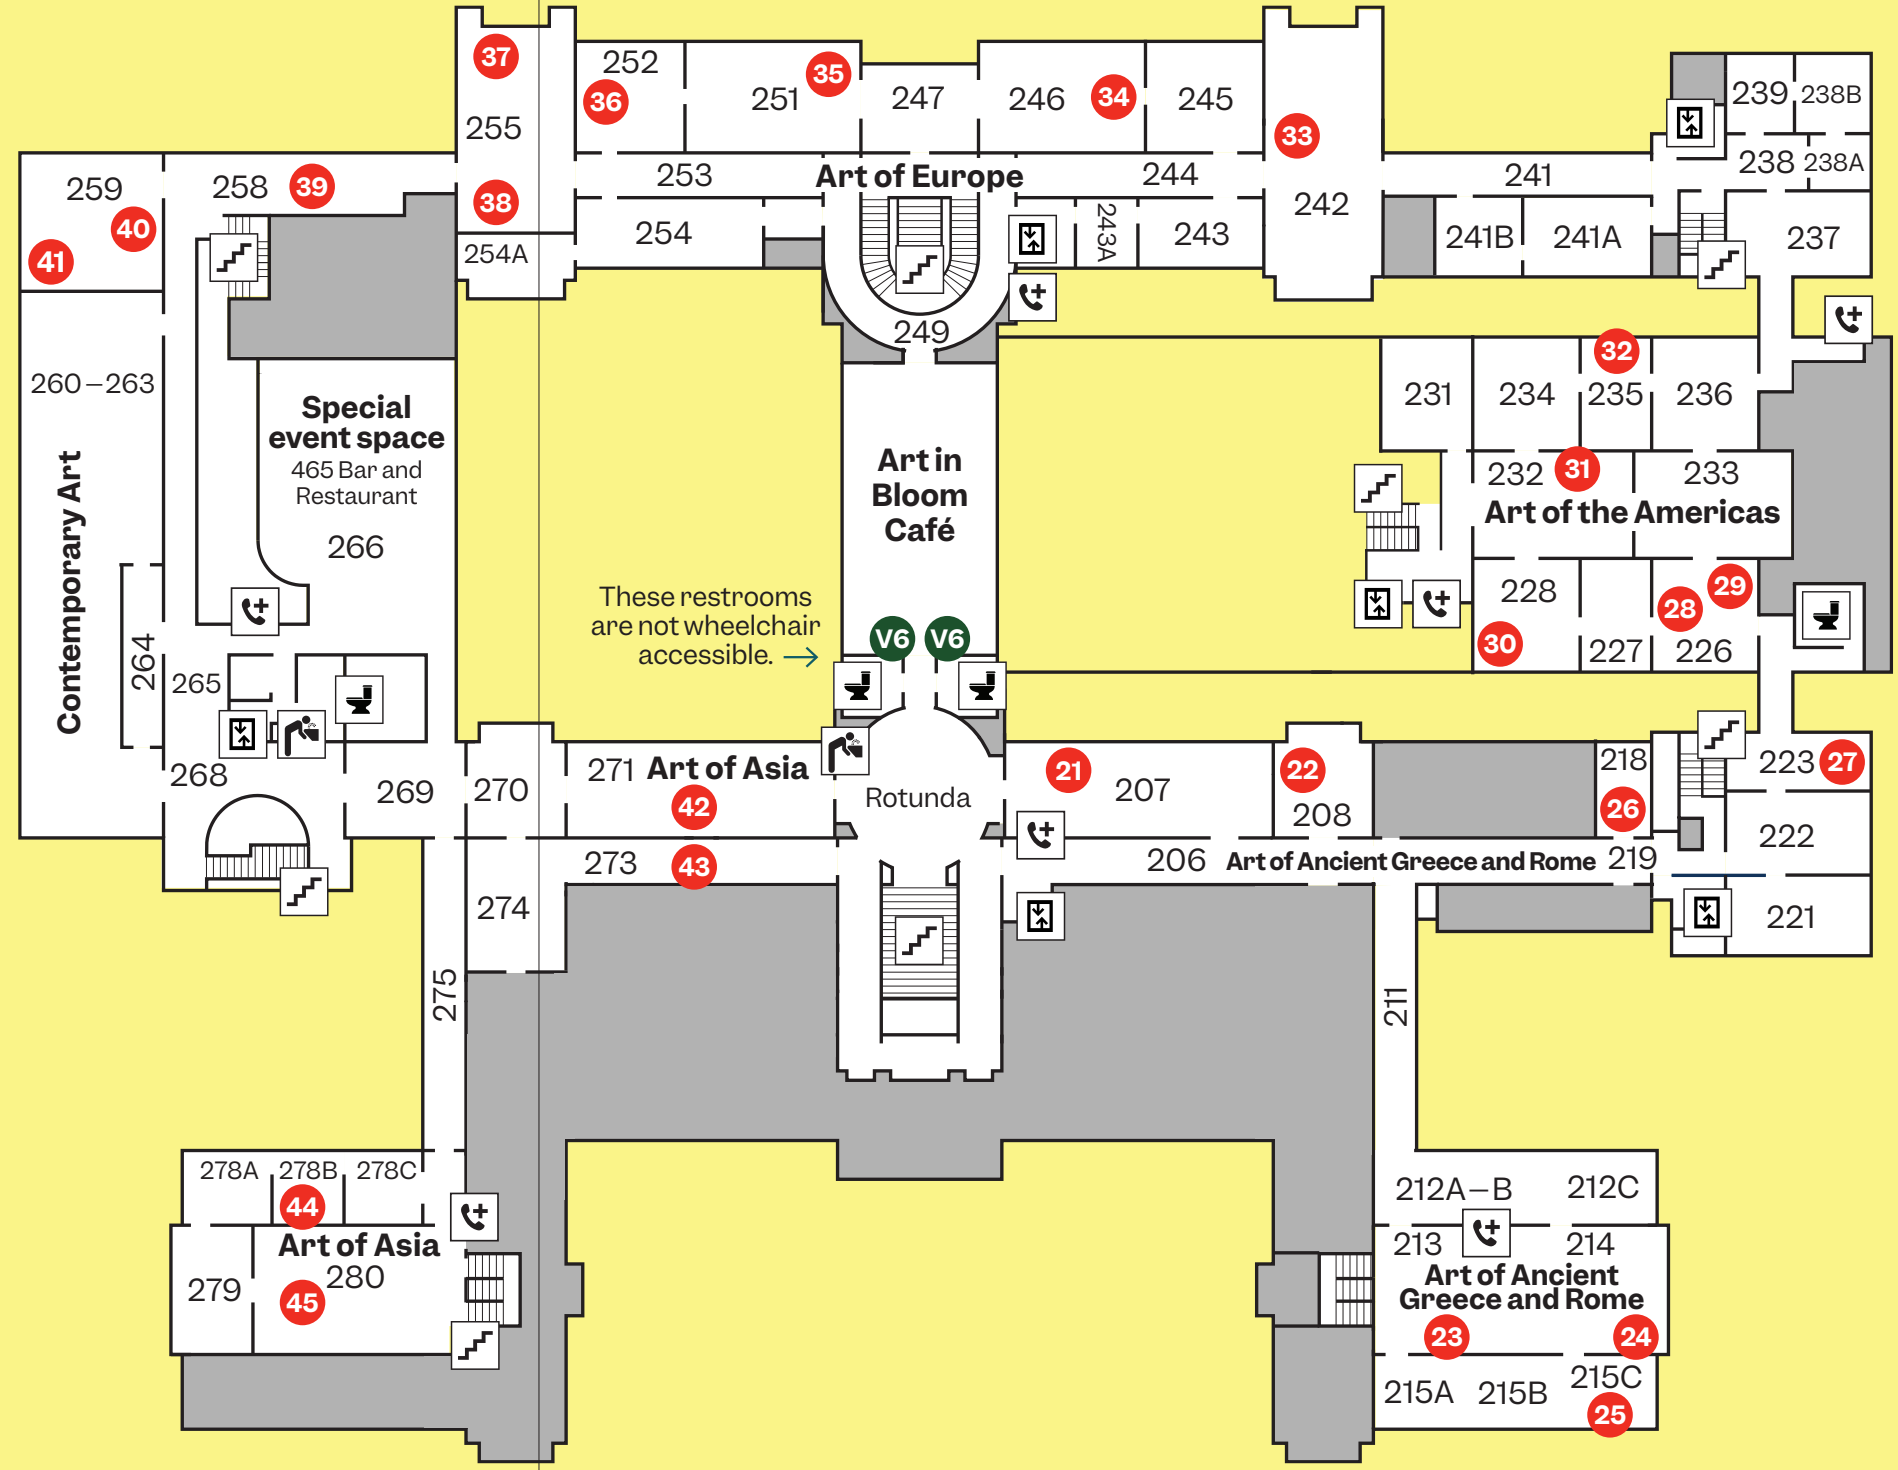 37
252
36
251
35
247
246
34
245
33
239
238B
255
259
258
39
253
Art of Europe
244
241
238
238A
40
41
38
254A
254
243A
243
242
241B
241A
237
249
260–263
Special
event space
465 Bar and
Restaurant
266
Contemporary Art
264
265
Art in
Bloom
Café
231
234
32
235
236
232
31
233
Art of the Americas
228
29
28
30
227
226
These restrooms
are not wheelchair
accessible. →
V6
V6
268
269
270
271
Art of Asia
42
Rotunda
21
207
22
208
218
26
223
27
222
273
43
206
Art of Ancient Greece and Rome
219
274
221
275
211
278A
278B
278C
44
Art of Asia
280
279
45
212A–B
212C
213
214
Art of Ancient
Greece and Rome
23
24
215A
215B
215C
25